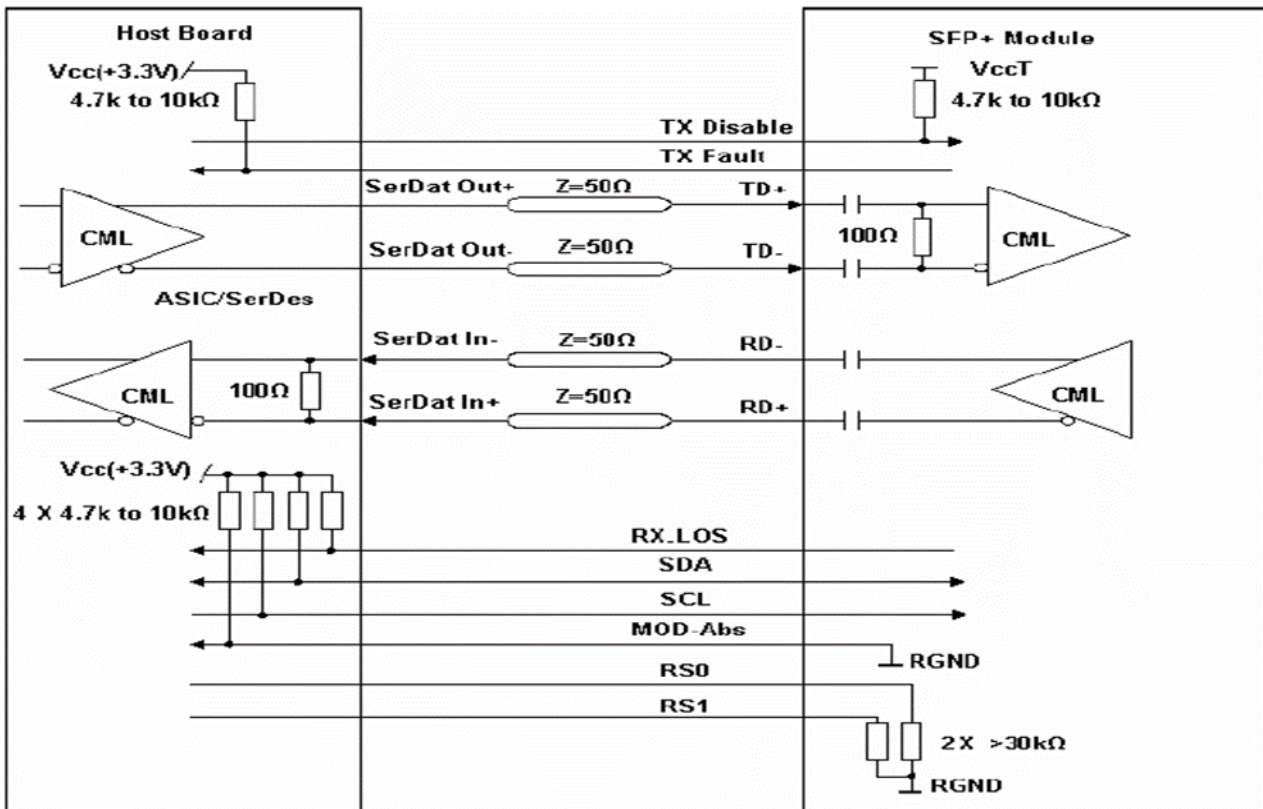 Host Board
SFP+ Module
Vcc(+3.3V)
VccT
4.7k to 10kΩ
4.7k to 10kΩ
TX Disable
TX Fault
SerDat Out+
Z=50Ω
TD+
CML
100Ω
CML
SerDat Out-
Z=50Ω
TD-
ASIC/SerDes
SerDat In-
Z=50Ω
RD-
CML
100Ω
SerDat In+
Z=50Ω
RD+
CML
Vcc(+3.3V)
4 X 4.7k to 10kΩ
RX_LOS
SDA
SCL
MOD-Abs
RGND
RS0
RS1
2X >30kΩ
RGND